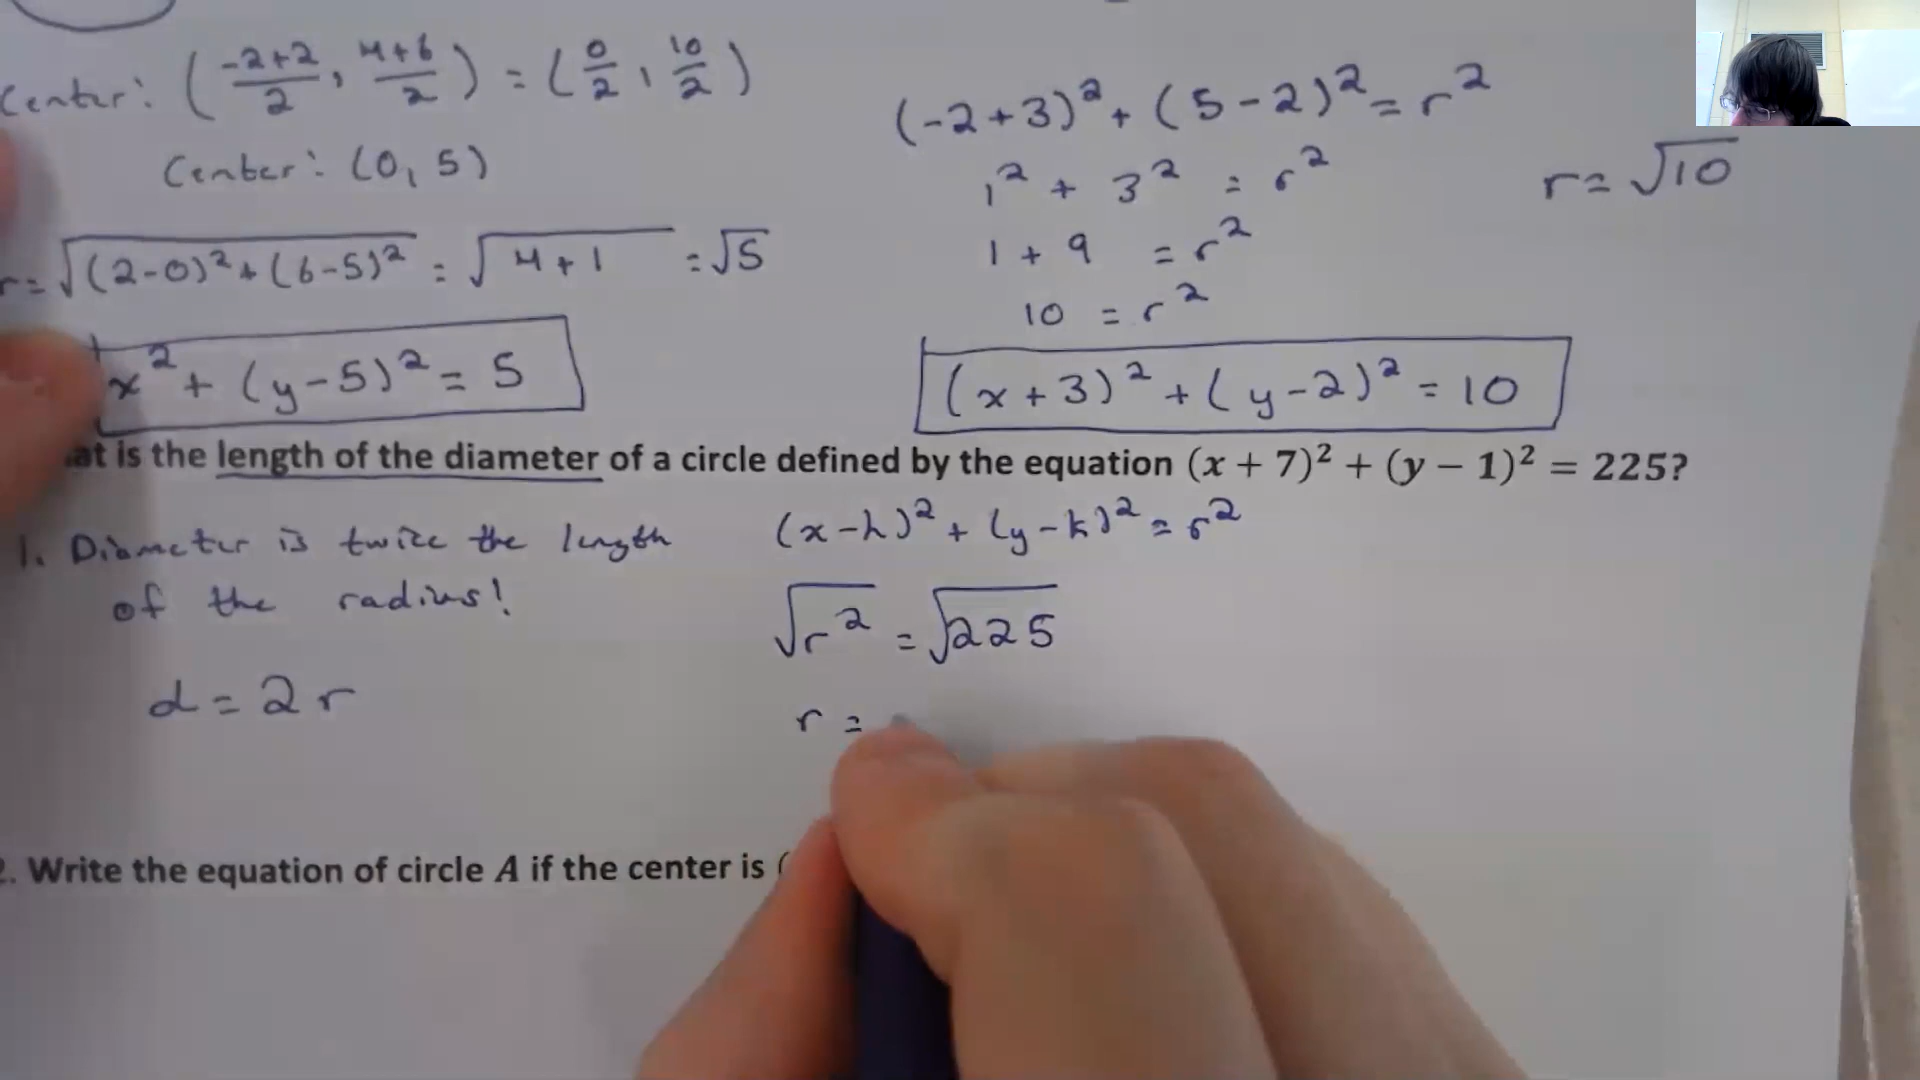 Center: (-2+2/2, 4+6/2) = (0/2, 10/2)
Center: (0, 5)
r = √(2-0)² + (6-5)² = √4+1 = √5
x² + (y-5)² = 5
(-2+3)² + (5-2)² = r²
1² + 3² = r²
r = √10
1 + 9 = r²
10 = r²
(x+3)² + (y-2)² = 10
is the length of the diameter of a circle defined by the equation (x + 7)² + (y − 1)² = 225?
1. Diameter is twice the length
of the radius!
d = 2r
(x-h)² + (y-k)² = r²
√r² = √225
r =
2. Write the equation of circle A if the center is (